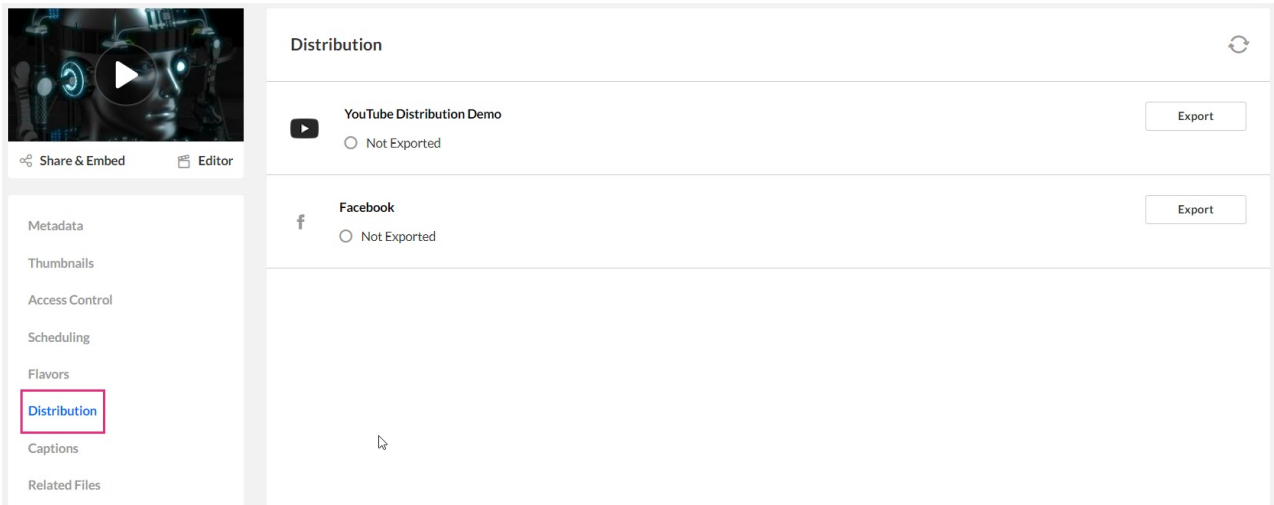 Share & Embed
Editor
Metadata
Thumbnails
Access Control
Scheduling
Flavors
Distribution
Captions
Related Files
Distribution
YouTube Distribution Demo
Export
Not Exported
Facebook
Export
Not Exported